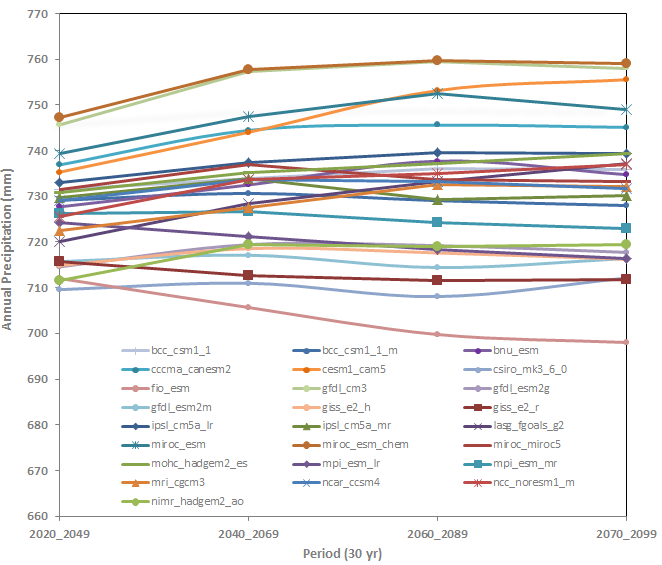 770
760
750
740
730
720
710
700
690
680
670
660
Annual Precipitation (mm)
bcc_csm1_1 bcc_csm1_1_m bnu_esm
cccma_canesm2 cesm1_cam5 csiro_mk3_6_0
fio_esm gfdl_cm3 gfdl_esm2g
gfdl_esm2m giss_e2_h giss_e2_r
ipsl_cm5a_lr ipsl_cm5a_mr lasg_fgoals_g2
miroc_esm miroc_esm_chem miroc_miroc5
mohc_hadgem2_es mpi_esm_lr mpi_esm_mr
mri_cgcm3 ncar_ccsm4 ncc_noresm1_m
nimr_hadgem2_ao
2020_2049 2040_2069 2060_2089 2070_2099
Period (30 yr)